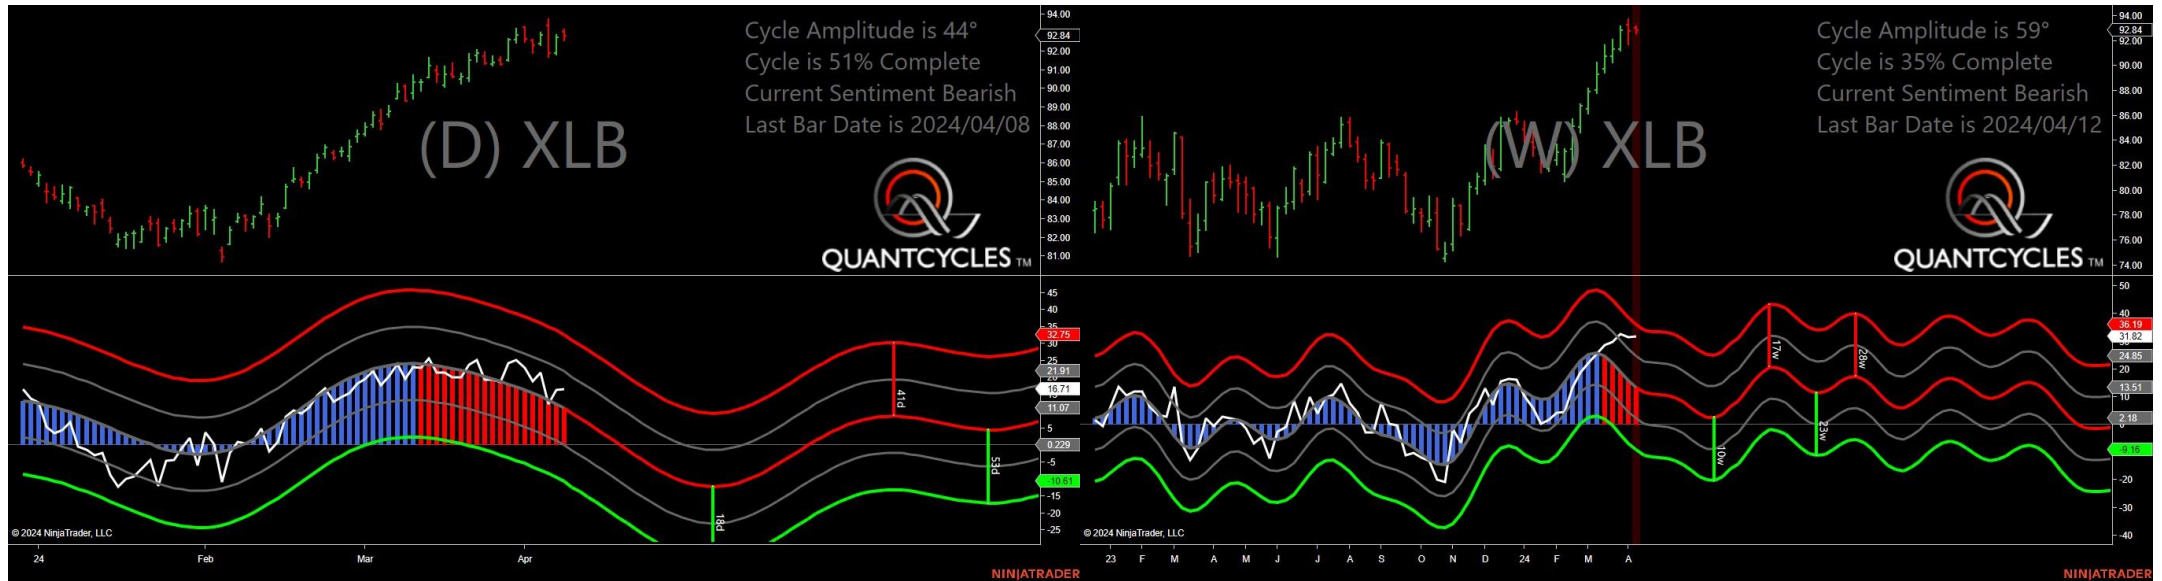 Cycle Amplitude is 44°
Cycle is 51% Complete
Current Sentiment Bearish
Last Bar Date is 2024/04/08
(D) XLB
QUANTCYCLES TM
94.00
92.84
92.00
91.00
90.00
89.00
88.00
87.00
86.00
85.00
84.00
83.00
82.00
81.00
45
40
35
32.75
30
25
21.91
16.71
11.07
5
0.229
-5
-10.61
-15
-20
-25
41d
18d
53d
© 2024 NinjaTrader, LLC
24
Feb
Mar
Apr
NINJATRADER
Cycle Amplitude is 59°
Cycle is 35% Complete
Current Sentiment Bearish
Last Bar Date is 2024/04/12
(W) XLB
QUANTCYCLES TM
94.00
92.84
92.00
90.00
88.00
86.00
84.00
82.00
80.00
78.00
76.00
74.00
50
40
36.19
31.82
24.85
20
13.51
10
2.18
-9.16
-20
-30
-40
17w
28w
10w
23w
© 2024 NinjaTrader, LLC
23
F
M
A
M
J
J
A
S
O
N
D
24
F
M
A
NINJATRADER